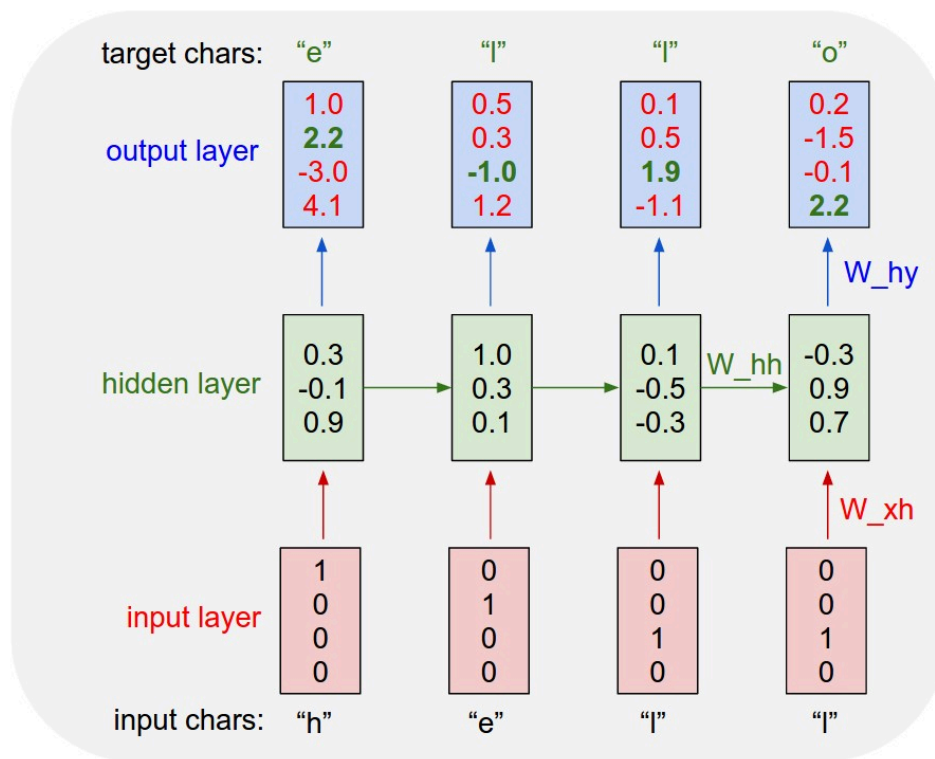 target chars: “e” “l” “l” “o”
1.0 0.5 0.1 0.2
2.2 0.3 0.5 -1.5
output layer
-3.0 -1.0 1.9 -0.1
4.1 1.2 -1.1 2.2
W_hy
0.3 1.0 0.1 -0.3
W_hh
hidden layer -0.1 0.3 -0.5 0.9
0.9 0.1 -0.3 0.7
W_xh
1 0 0 0
input layer 0 1 0 0
0 0 1 1
0 0 0 0
input chars: “h” “e” “l” “l”